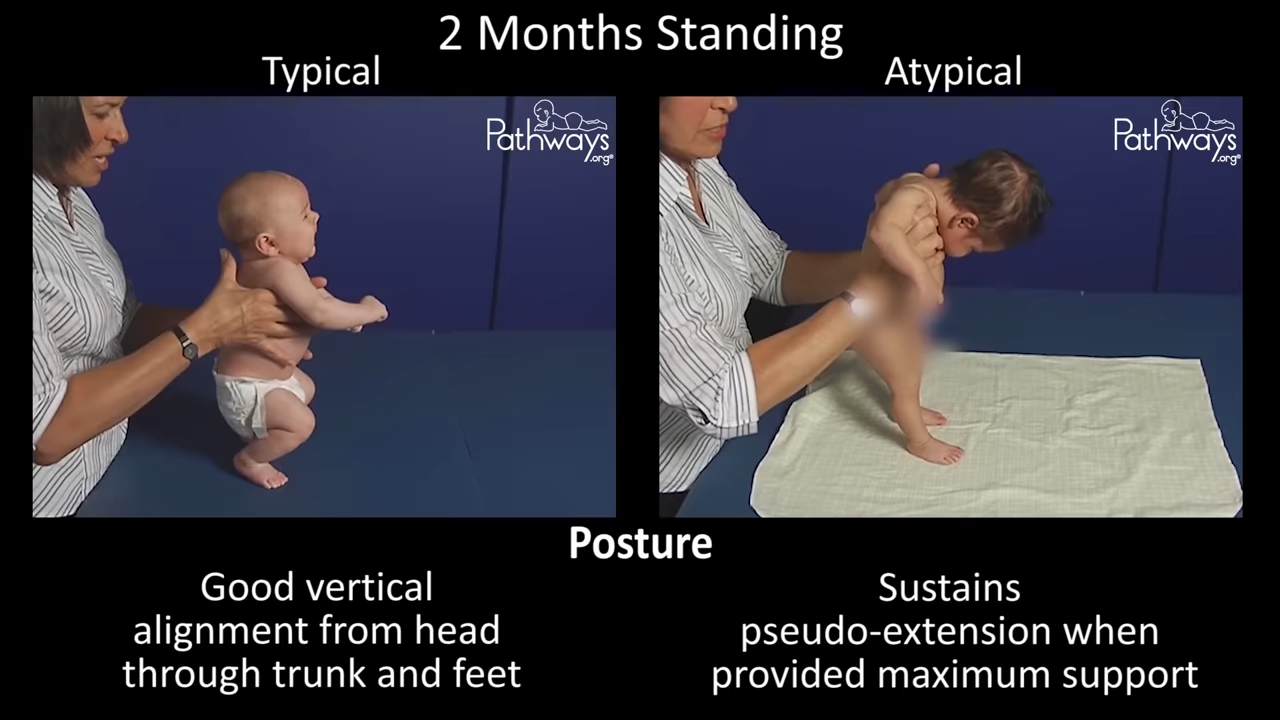 2 Months Standing
Typical
Atypical
Pathways
.org®
Pathways
.org®
Posture
Good vertical
alignment from head
through trunk and feet
Sustains
pseudo-extension when
provided maximum support